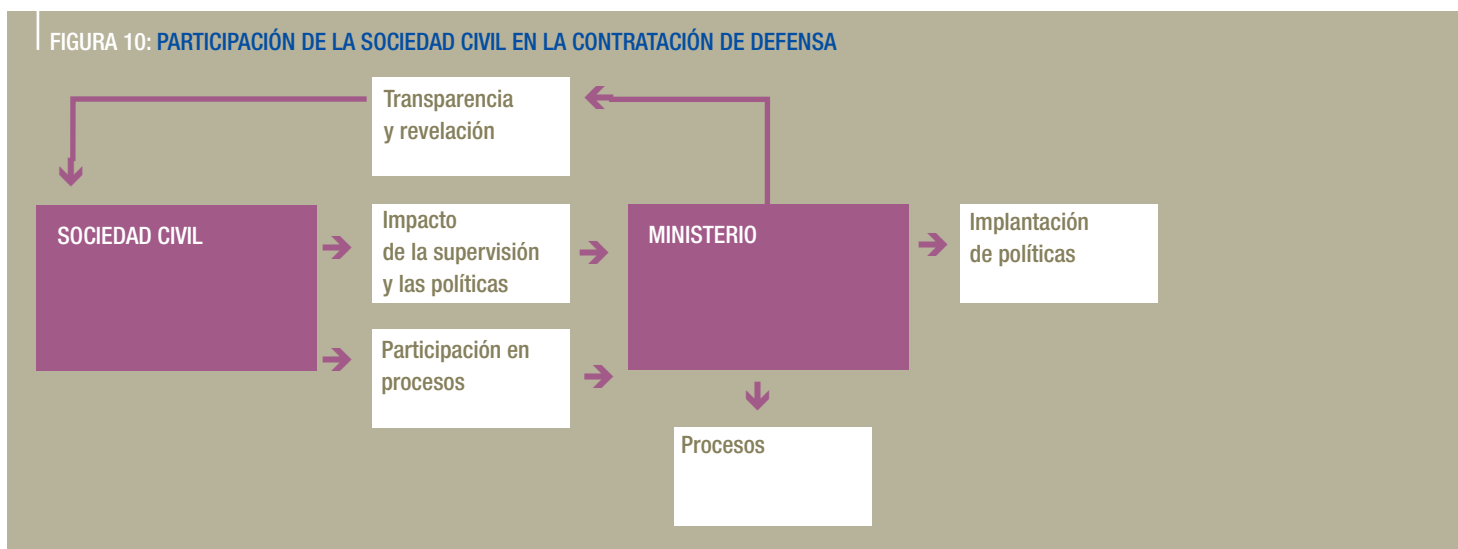 FIGURA 10: PARTICIPACIÓN DE LA SOCIEDAD CIVIL EN LA CONTRATACIÓN DE DEFENSA
Transparencia
y revelación
SOCIEDAD CIVIL
Impacto
de la supervisión
y las políticas
MINISTERIO
Implantación
de políticas
Participación en
procesos
Procesos